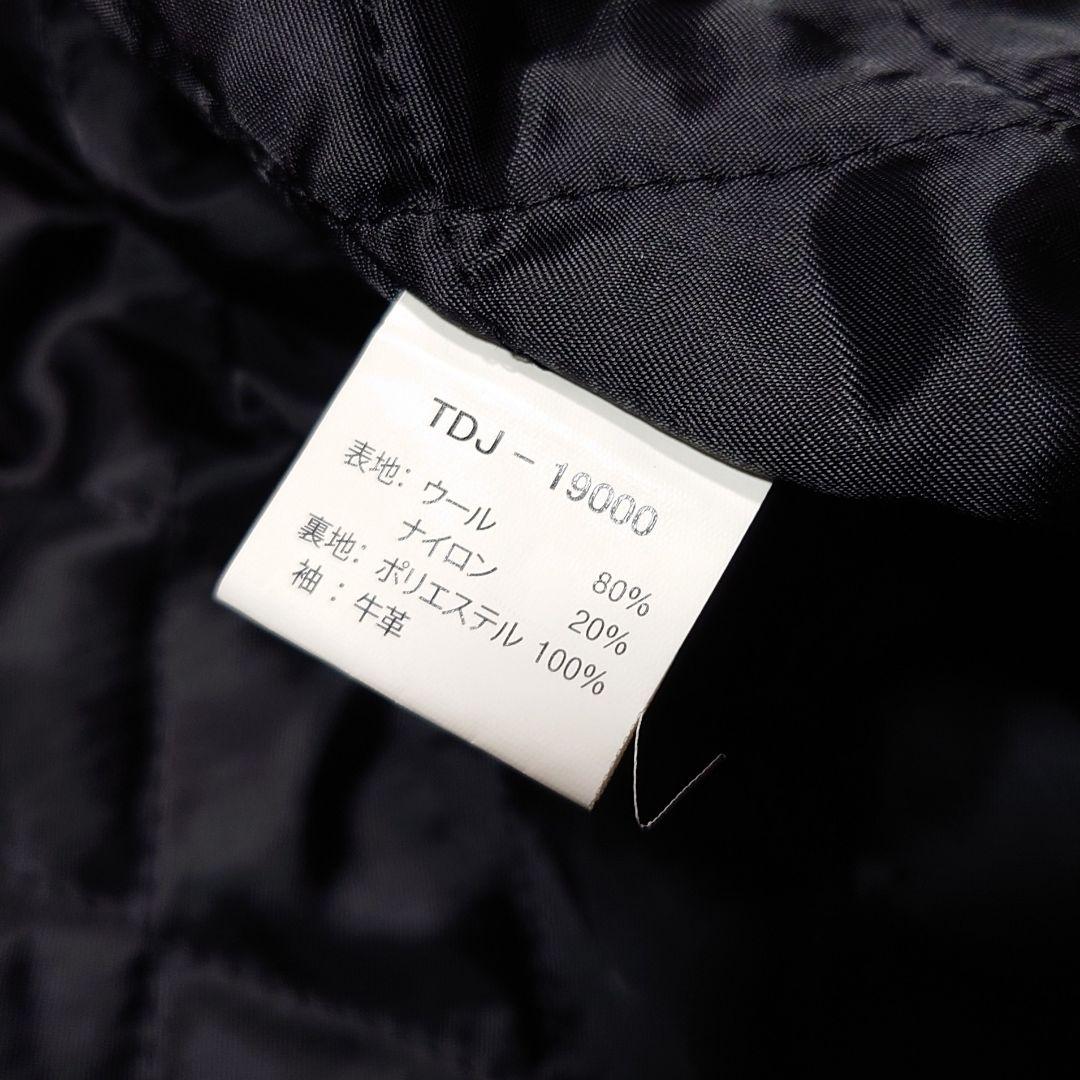 TDJ - 19000
表地: ウール 80%
ナイロン 20%
裏地: ポリエステル 100%
袖 : 牛革